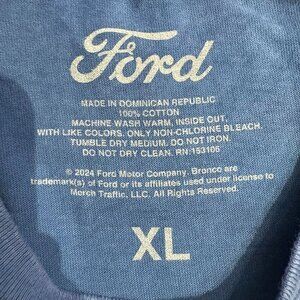 Ford
MADE IN DOMINICAN REPUBLIC
100% COTTON
MACHINE WASH WARM, INSIDE OUT,
WITH LIKE COLORS. ONLY NON-CHLORINE BLEACH.
TUMBLE DRY MEDIUM. DO NOT IRON.
DO NOT DRY CLEAN. RN:153106
© 2024 Ford Motor Company. Bronco are
trademark(s) of Ford or its affiliates used under license to
Merch Traffic, LLC. All Rights Reserved.
XL